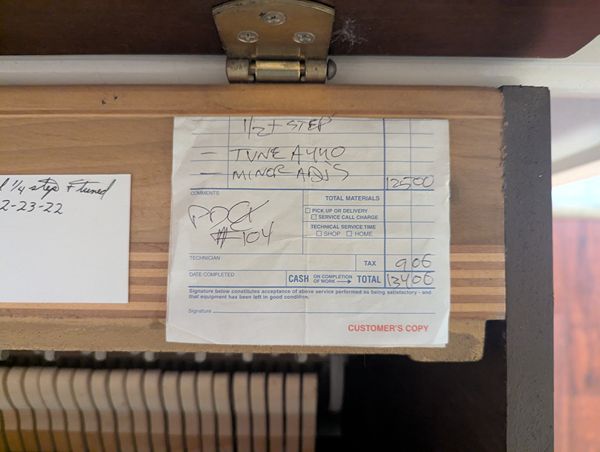 1/2+ STEP
- TUNE A440
- MINOR ADJ'S 125 00
1/4 step & tuned
2-23-22
COMMENTS
PD CK
#704
TOTAL MATERIALS
PICK UP OR DELIVERY
SERVICE CALL CHARGE
TECHNICAL SERVICE TIME
SHOP HOME
TECHNICIAN
TAX 9 06
DATE COMPLETED
CASH ON COMPLETION OF WORK → TOTAL 134 06
Signature below constitutes acceptance of above service performed as being satisfactory - and
that equipment has been left in good condition.
Signature
CUSTOMER'S COPY